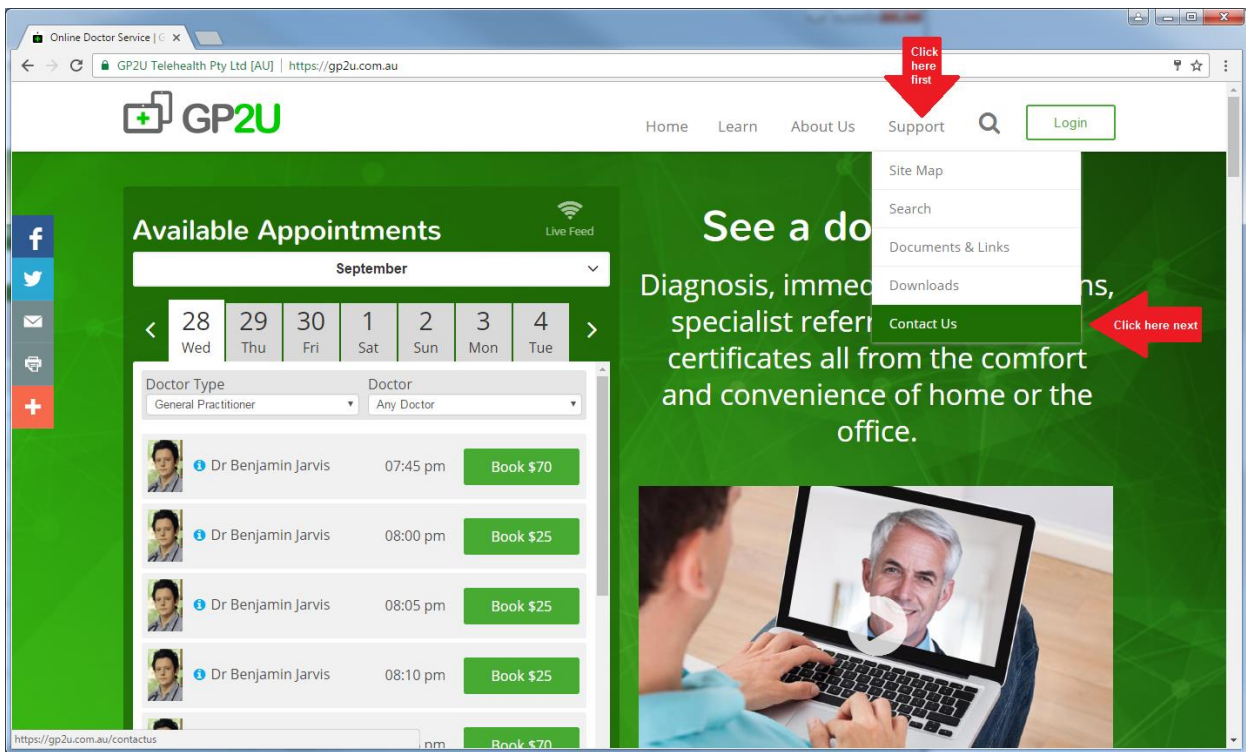 Online Doctor Service | G
GP2U Telehealth Pty Ltd [AU] | https://gp2u.com.au
Click
here
first
GP2U
Home Learn About Us Support Login
Site Map
Search
Documents & Links
Downloads
Contact Us
Click here next
Available Appointments
Live Feed
September
28 29 30 1 2 3 4
Wed Thu Fri Sat Sun Mon Tue
Doctor Type Doctor
General Practitioner Any Doctor
Dr Benjamin Jarvis 07:45 pm Book $70
Dr Benjamin Jarvis 08:00 pm Book $25
Dr Benjamin Jarvis 08:05 pm Book $25
Dr Benjamin Jarvis 08:10 pm Book $25
pm Book $70
See a do
Diagnosis, immed ns,
specialist referr
certificates all from the comfort
and convenience of home or the
office.
https://gp2u.com.au/contactus